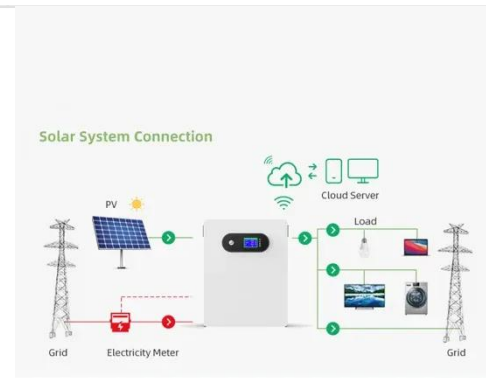 Solar System Connection
Cloud Server
PV
Load
Grid
Electricity Meter
Grid